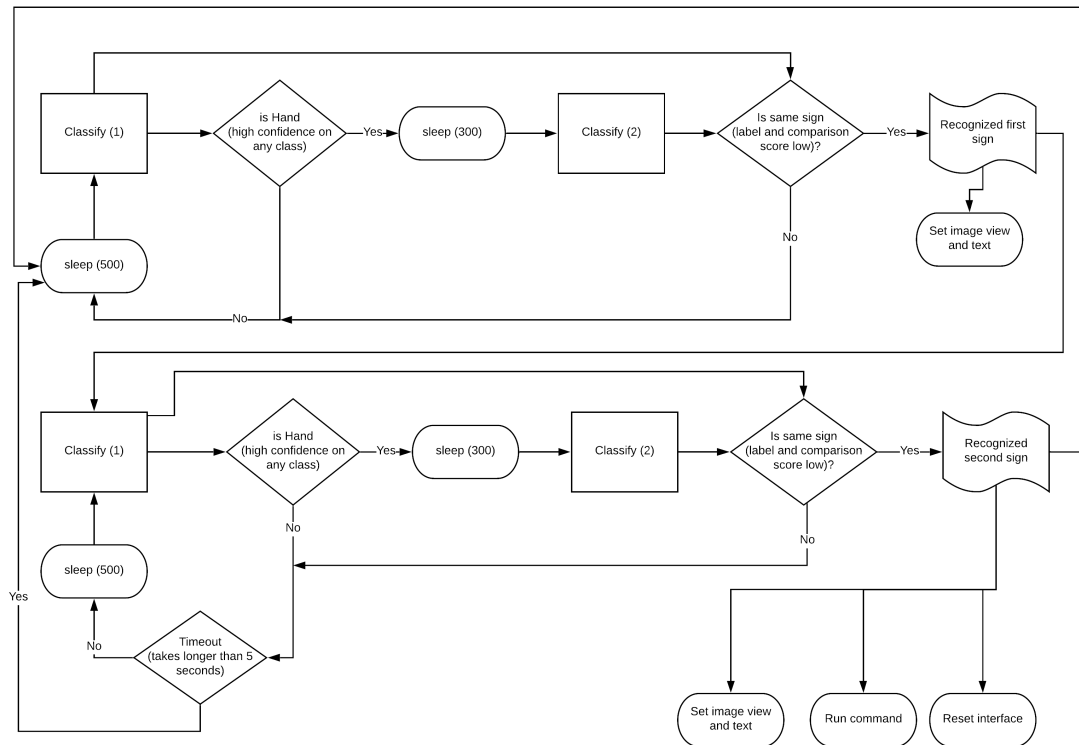 Classify (1)
is Hand
(high confidence on
any class)
Yes
sleep (300)
Classify (2)
Is same sign
(label and comparison
score low)?
Yes
Recognized first
sign
Set image view
and text
No
sleep (500)
No
Classify (1)
is Hand
(high confidence on
any class)
Yes
sleep (300)
Classify (2)
Is same sign
(label and comparison
score low)?
Yes
Recognized
second sign
No
No
sleep (500)
Yes
No
Timeout
(takes longer than 5
seconds)
Set image view
and text
Run command
Reset interface